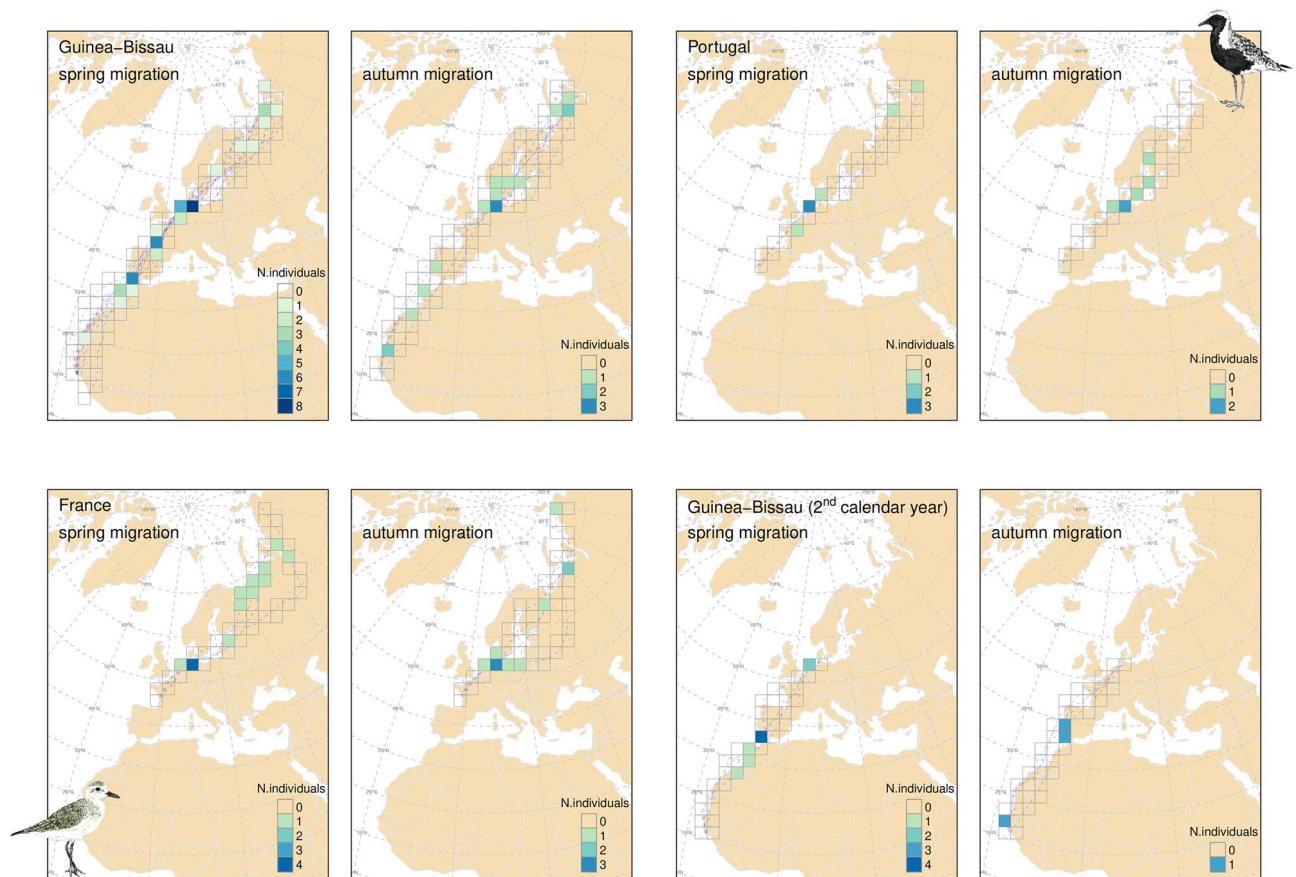 Guinea−Bissau
spring migration
autumn migration
N.individuals
0
1
2
3
4
5
6
7
8
N.individuals
0
1
2
3
Portugal
spring migration
autumn migration
N.individuals
0
1
2
3
N.individuals
0
1
2
France
spring migration
autumn migration
N.individuals
0
1
2
3
4
N.individuals
0
1
2
3
Guinea−Bissau (2nd calendar year)
spring migration
autumn migration
N.individuals
0
1
2
3
4
N.individuals
0
1